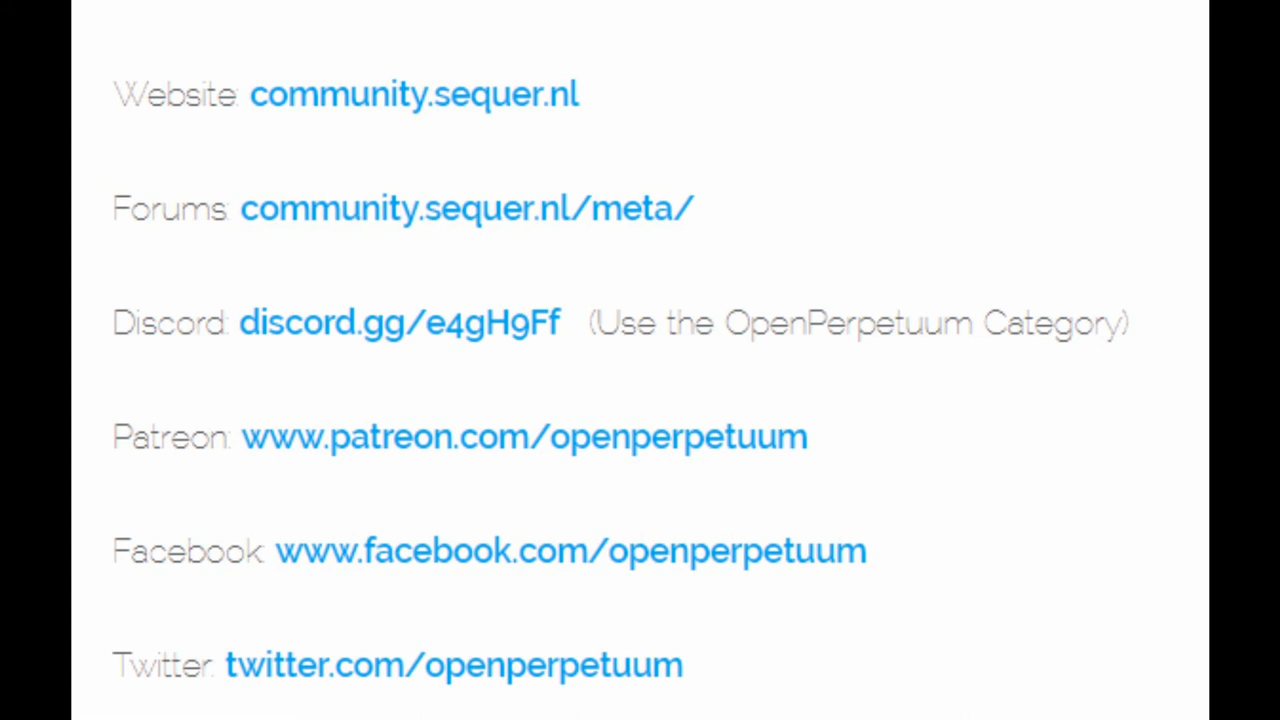 Website: community.sequer.nl
Forums: community.sequer.nl/meta/
Discord: discord.gg/e4gH9Ff (Use the OpenPerpetuum Category)
Patreon: www.patreon.com/openperpetuum
Facebook: www.facebook.com/openperpetuum
Twitter: twitter.com/openperpetuum